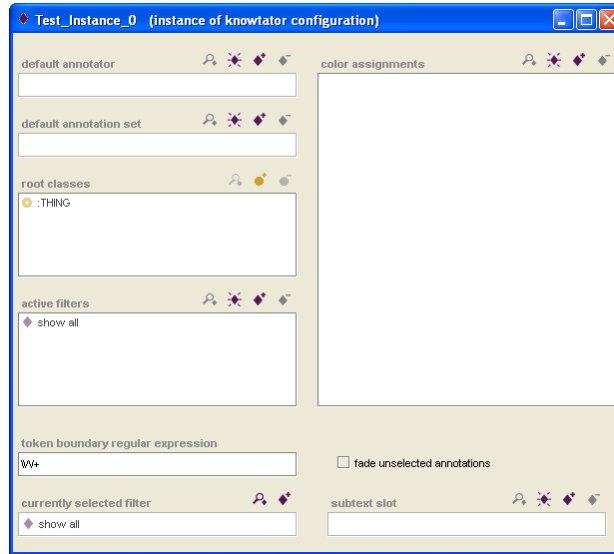 Test_Instance_0   (instance of knowtator configuration)
default annotator
color assignments
default annotation set
root classes
:THING
active filters
show all
token boundary regular expression
\W+
fade unselected annotations
currently selected filter
subtext slot
show all